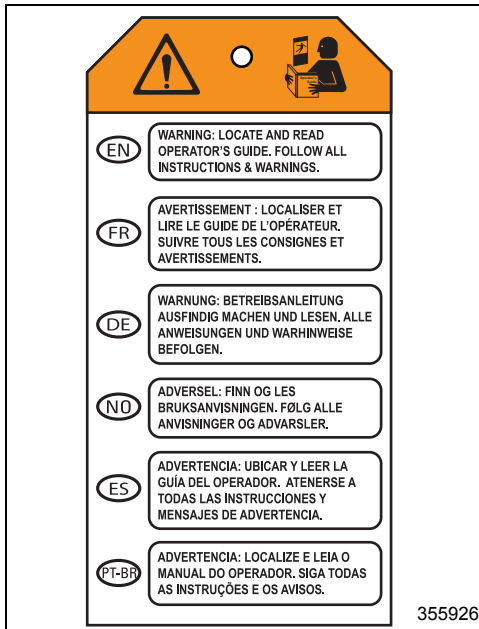 EN
WARNING: LOCATE AND READ
OPERATOR'S GUIDE. FOLLOW ALL
INSTRUCTIONS & WARNINGS.
FR
AVERTISSEMENT : LOCALISER ET
LIRE LE GUIDE DE L'OPÉRATEUR.
SUIVRE TOUS LES CONSIGNES ET
AVERTISSEMENTS.
DE
WARNUNG: BETREIBSANLEITUNG
AUSFINDIG MACHEN UND LESEN. ALLE
ANWEISUNGEN UND WARHINWEISE
BEFOLGEN.
NO
ADVERSEL: FINN OG LES
BRUKSANVISNINGEN. FØLG ALLE
ANVISNINGER OG ADVARSLER.
ES
ADVERTENCIA: UBICAR Y LEER LA
GUÍA DEL OPERADOR. ATENERSE A
TODAS LAS INSTRUCCIONES Y
MENSAJES DE ADVERTENCIA.
PT-BR
ADVERTENCIA: LOCALIZE E LEIA O
MANUAL DO OPERADOR. SIGA TODAS
AS INSTRUÇÕES E OS AVISOS.
355926